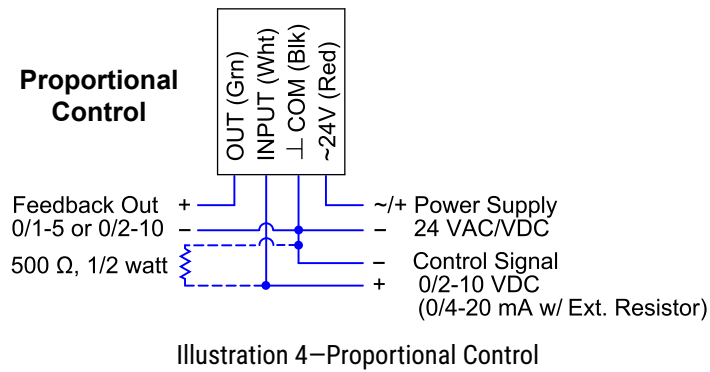 Proportional
Control
OUT (Grn)
INPUT (Wht)
⊥ COM (Blk)
~24V (Red)
Feedback Out +
0/1-5 or 0/2-10 −
500 Ω, 1/2 watt
~/+ Power Supply
− 24 VAC/VDC
− Control Signal
+ 0/2-10 VDC
(0/4-20 mA w/ Ext. Resistor)
Illustration 4–Proportional Control